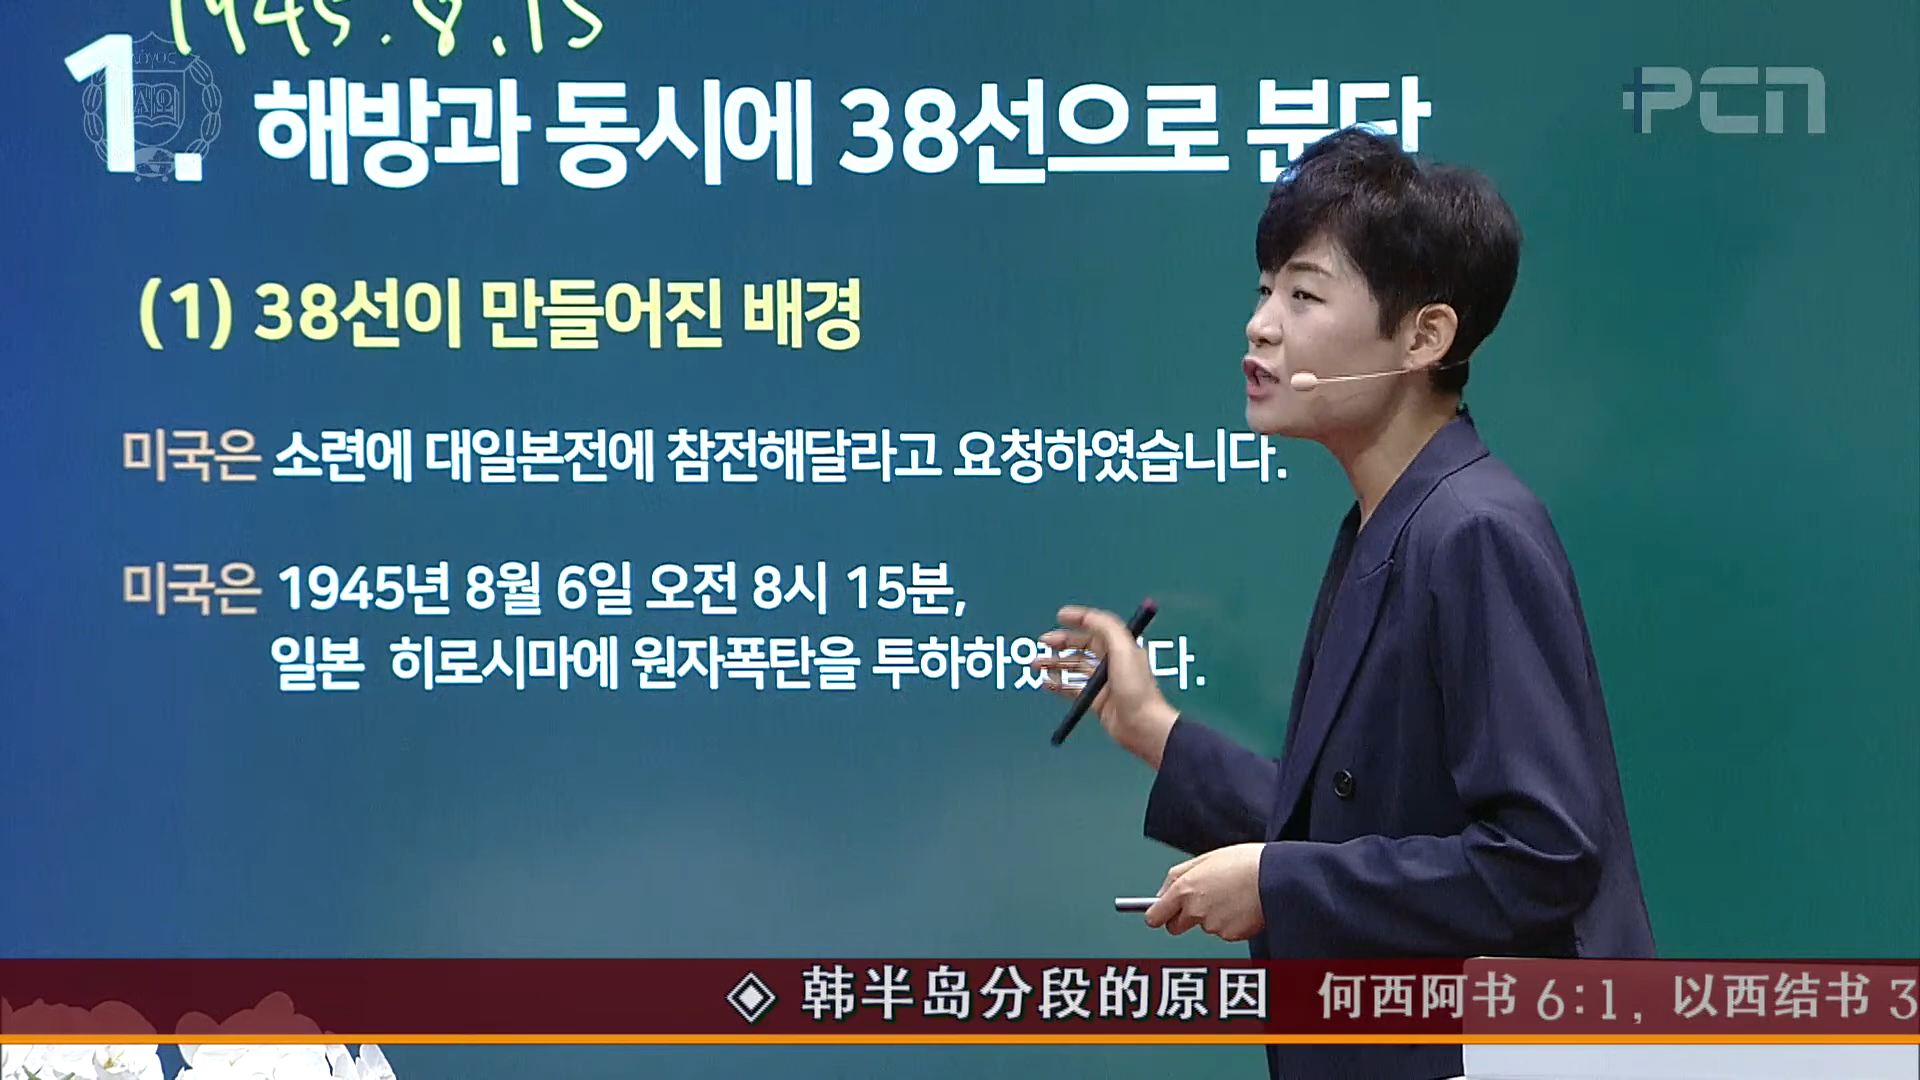 1945.8.15
1. 해방과 동시에 38선으로 분단
PCN
(1) 38선이 만들어진 배경
미국은 소련에 대일본전에 참전해달라고 요청하였습니다.
미국은 1945년 8월 6일 오전 8시 15분,
일본 히로시마에 원자폭탄을 투하하였습니다.
◈ 韩半岛分段的原因 何西阿书 6:1, 以西结书 3